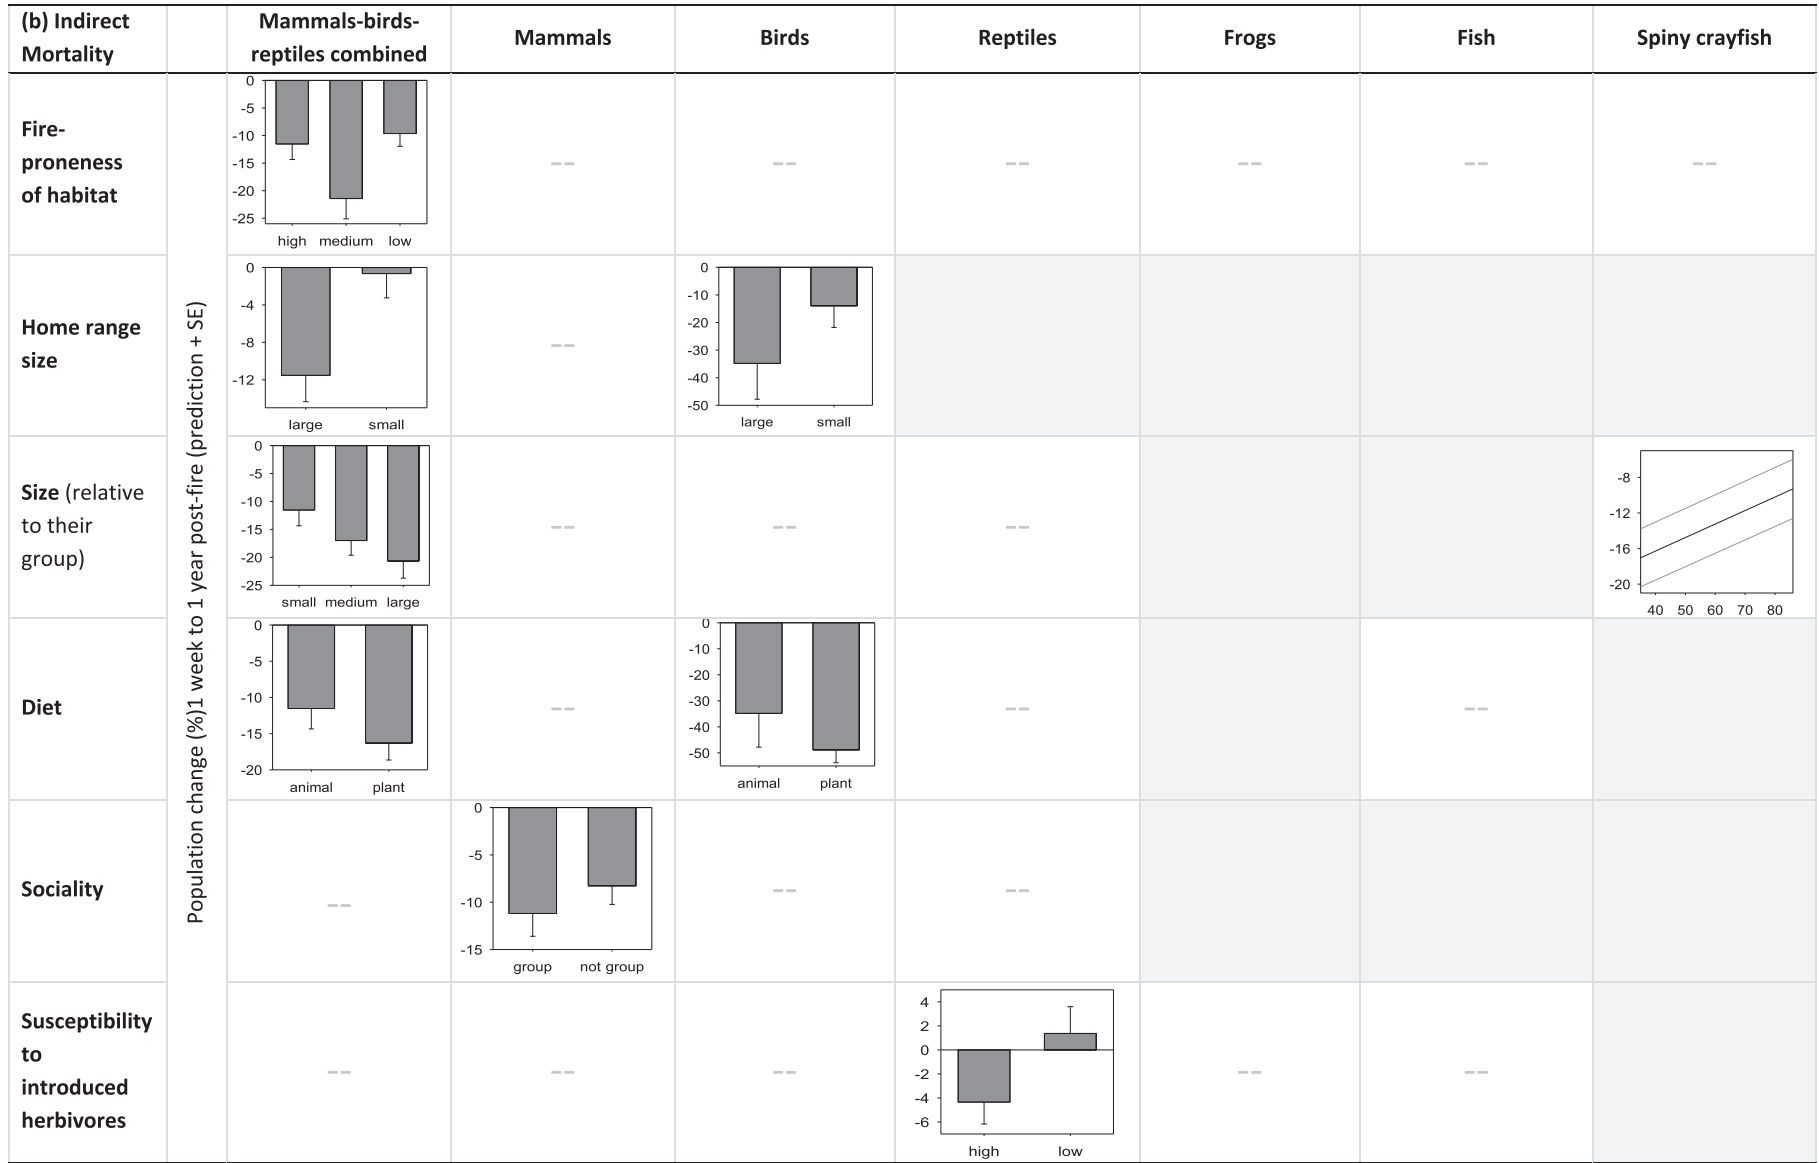 (b) Indirect
Mortality
Mammals-birds-
reptiles combined
Mammals
Birds
Reptiles
Frogs
Fish
Spiny crayfish
Population change (%)1 week to 1 year post-fire (prediction + SE)
Fire-
proneness
of habitat
0
-5
-10
-15
-20
-25
high medium low
--
--
--
--
--
--
Home range
size
0
-4
-8
-12
large small
--
0
-10
-20
-30
-40
-50
large small
Size (relative
to their
group)
0
-5
-10
-15
-20
-25
small medium large
--
--
--
-8
-12
-16
-20
40 50 60 70 80
Diet
0
-5
-10
-15
-20
animal plant
--
0
-10
-20
-30
-40
-50
animal plant
--
--
Sociality
--
0
-5
-10
-15
group not group
--
--
Susceptibility
to
introduced
herbivores
--
--
--
4
2
0
-2
-4
-6
high low
--
--